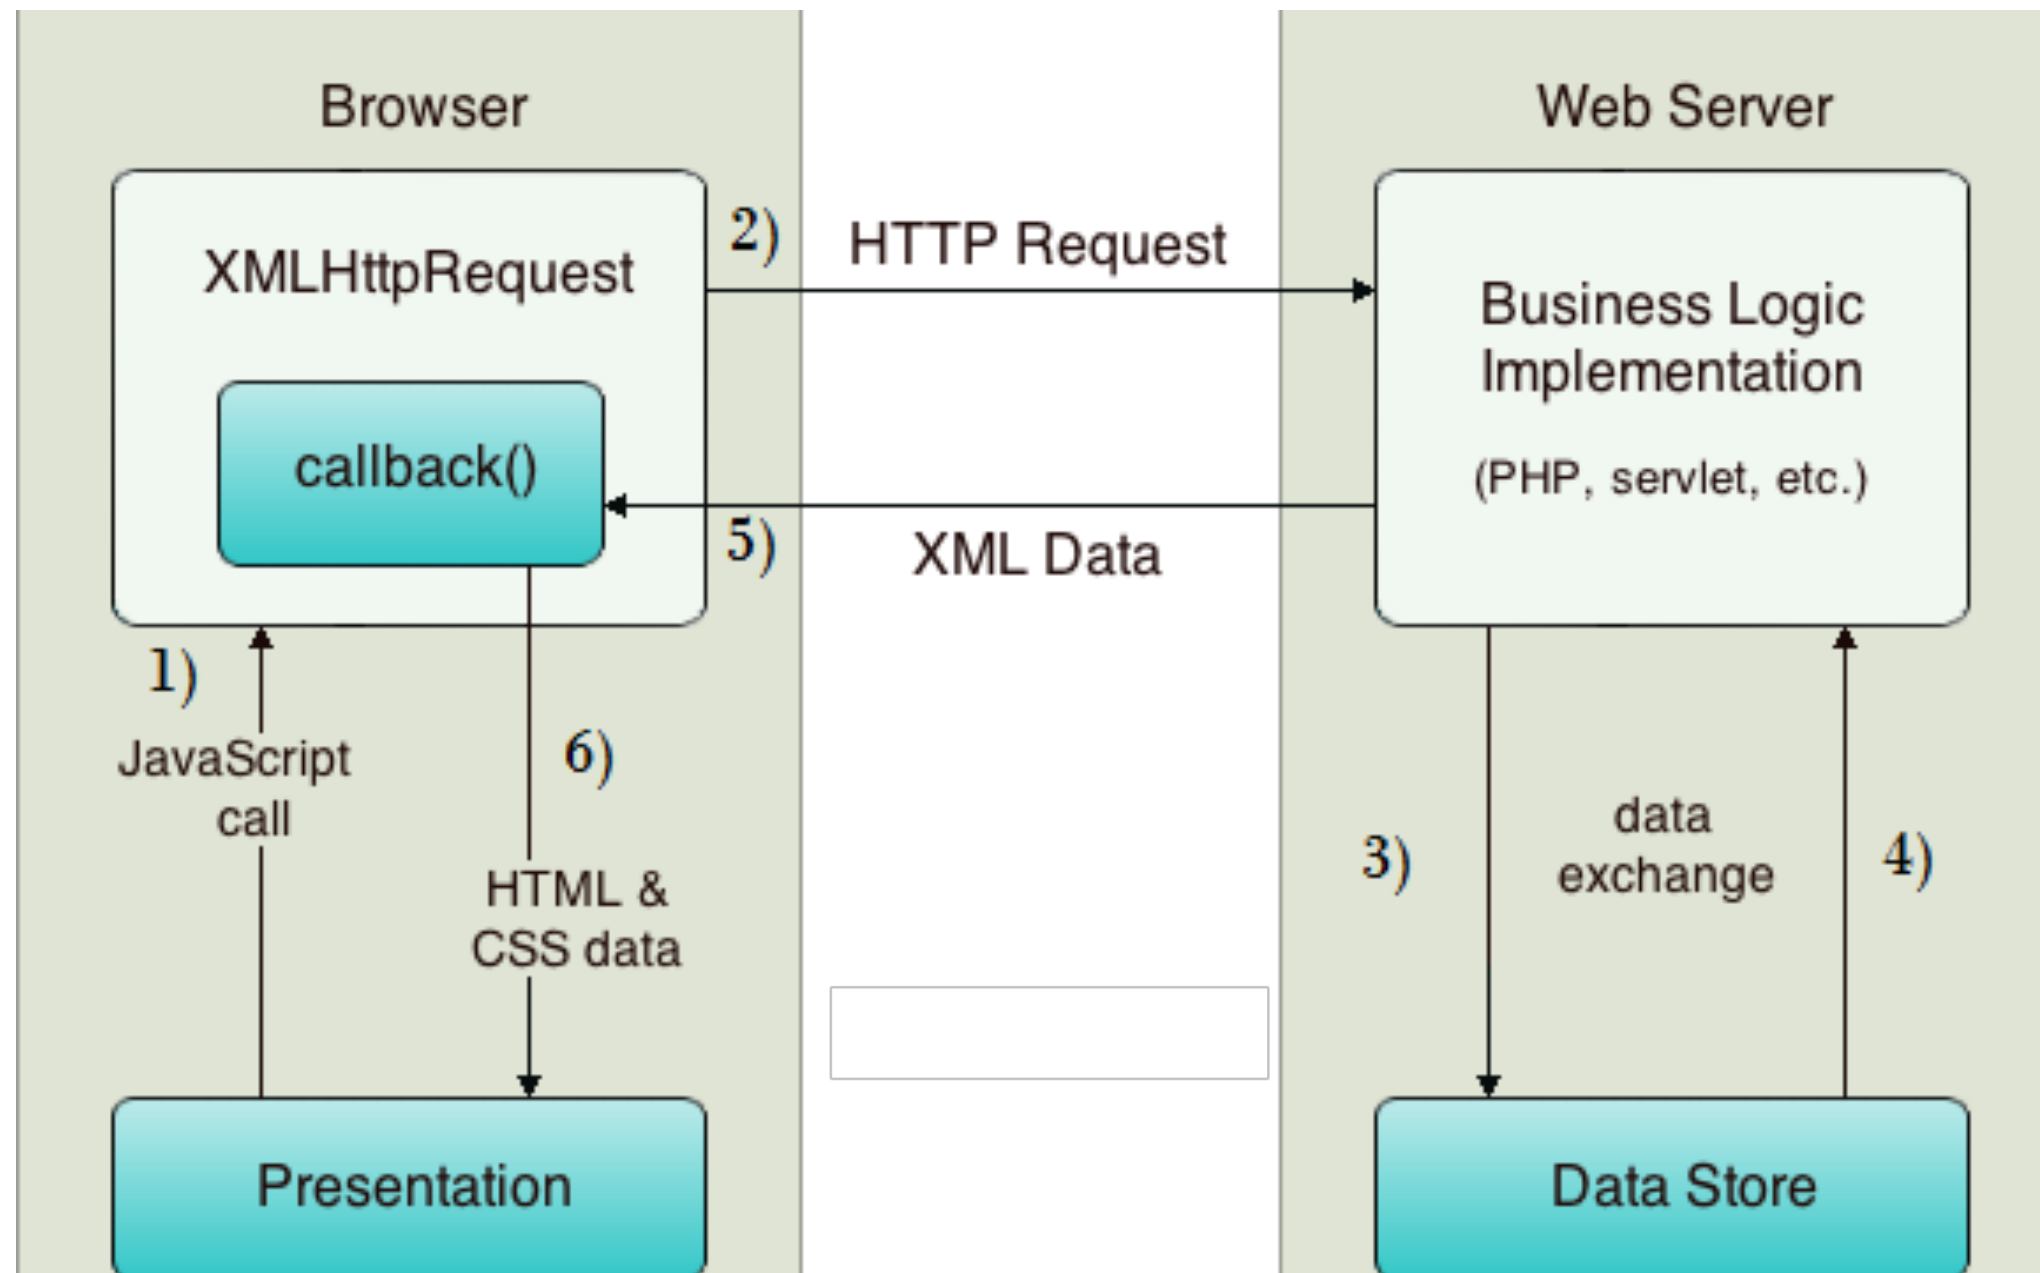 Browser
Web Server
XMLHttpRequest
2)
HTTP Request
Business Logic
Implementation
(PHP, servlet, etc.)
callback()
5)
XML Data
1)
JavaScript
call
6)
HTML &
CSS data
3)
data
exchange
4)
Presentation
Data Store